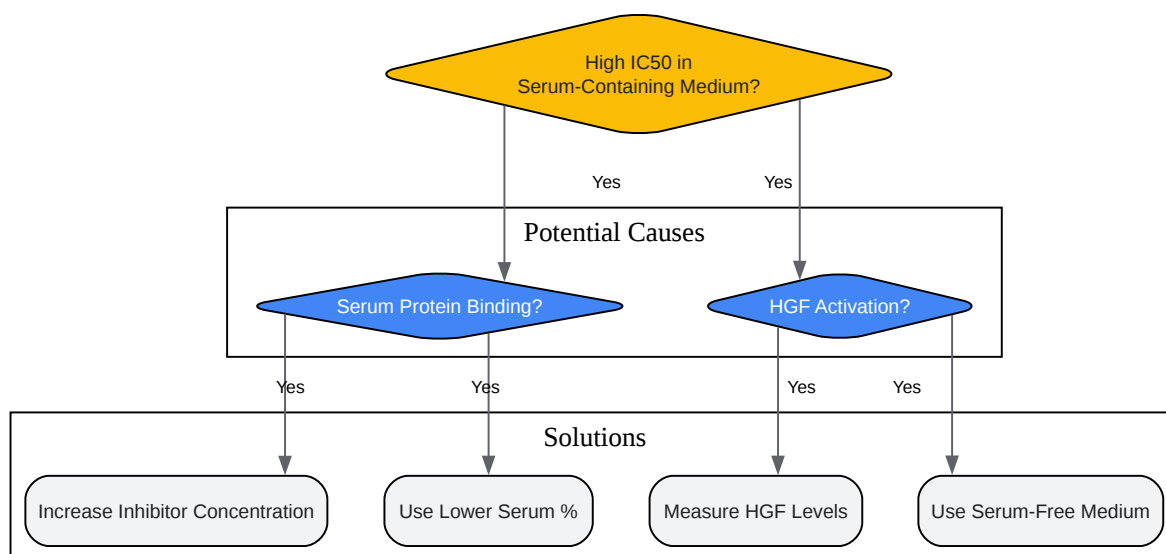 High IC50 in
Serum-Containing Medium?
Yes
Yes
Potential Causes
Serum Protein Binding?
HGF Activation?
Yes
Yes
Yes
Yes
Solutions
Increase Inhibitor Concentration
Use Lower Serum %
Measure HGF Levels
Use Serum-Free Medium